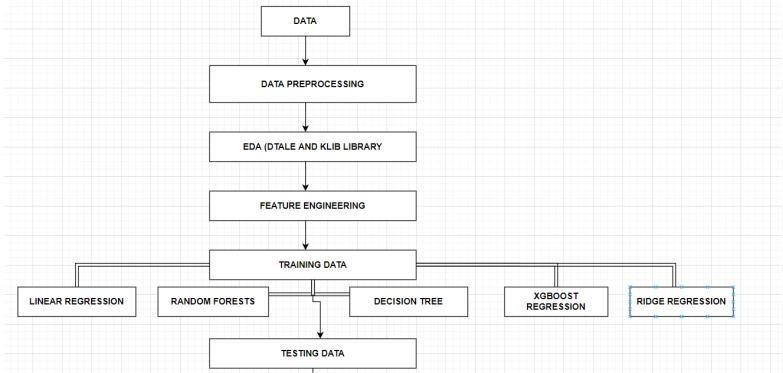 DATA
DATA PREPROCESSING
EDA (DTALE AND KLIB LIBRARY
FEATURE ENGINEERING
TRAINING DATA
LINEAR REGRESSION
RANDOM FORESTS
DECISION TREE
XGBOOST
REGRESSION
RIDGE REGRESSION
TESTING DATA